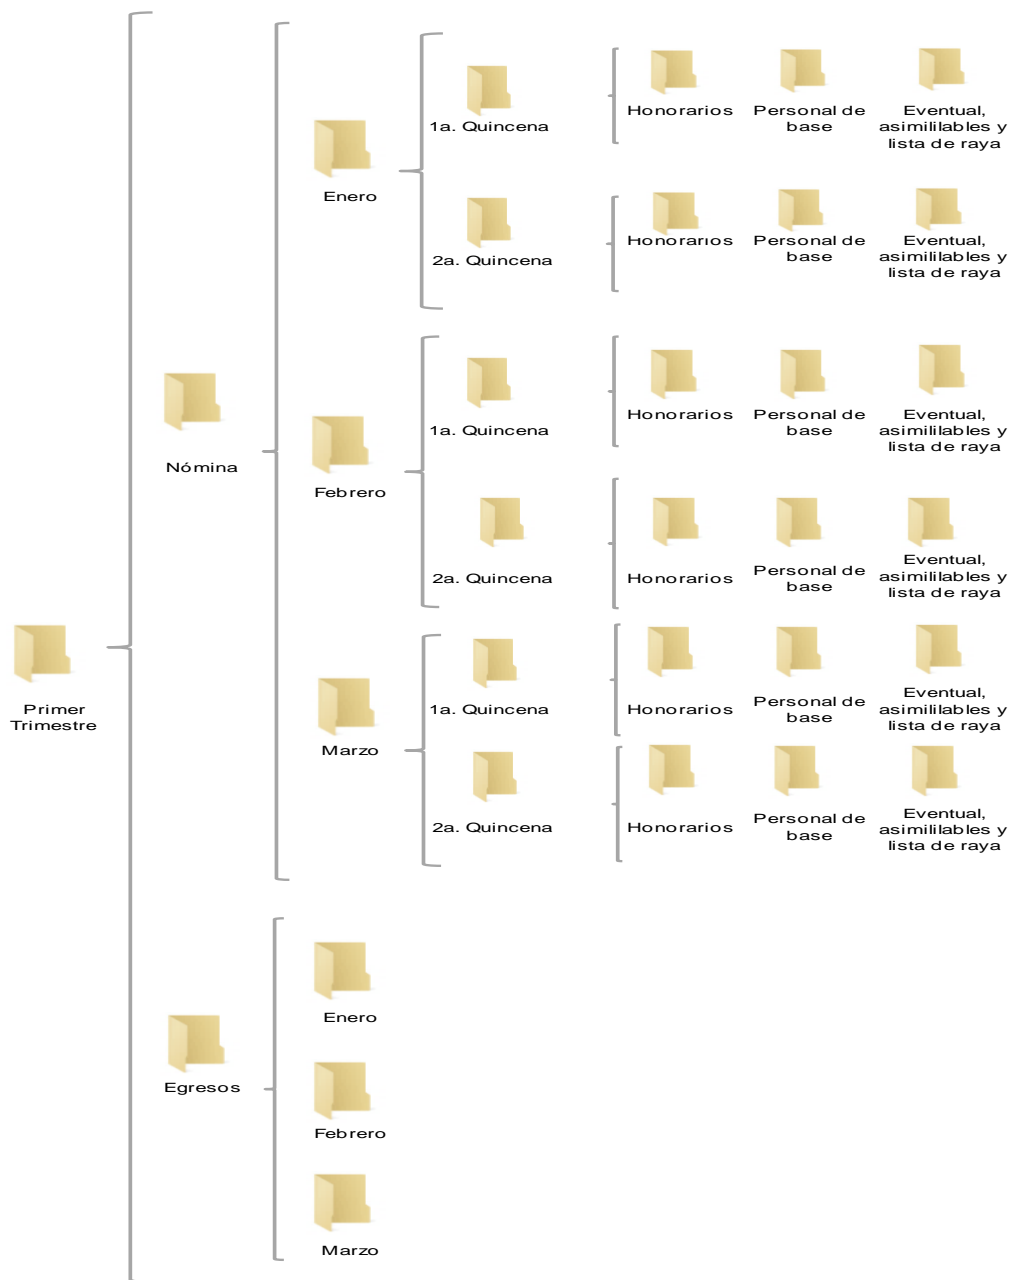 1a. Quincena
Honorarios
Personal de
base
Eventual,
asimililables y
lista de raya
Enero
2a. Quincena
Honorarios
Personal de
base
Eventual,
asimililables y
lista de raya
Nómina
Febrero
1a. Quincena
Honorarios
Personal de
base
Eventual,
asimililables y
lista de raya
2a. Quincena
Honorarios
Personal de
base
Eventual,
asimililables y
lista de raya
Primer
Trimestre
Marzo
1a. Quincena
Honorarios
Personal de
base
Eventual,
asimililables y
lista de raya
2a. Quincena
Honorarios
Personal de
base
Eventual,
asimililables y
lista de raya
Egresos
Enero
Febrero
Marzo